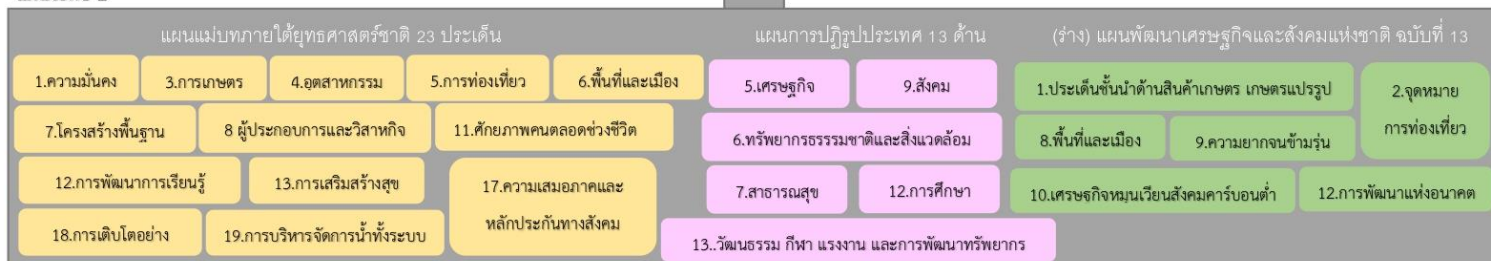 แผนแม่บทภายใต้ยุทธศาสตร์ชาติ 23 ประเด็น
1.ความมั่นคง
3.การเกษตร
4.อุตสาหกรรม
5.การท่องเที่ยว
6.พื้นที่และเมือง
7.โครงสร้างพื้นฐาน
8 ผู้ประกอบการและวิสาหกิจ
11.ศักยภาพคนตลอดช่วงชีวิต
12.การพัฒนาการเรียนรู้
13.การเสริมสร้างสุข
17.ความเสมอภาคและ
หลักประกันทางสังคม
18.การเติบโตอย่าง
19.การบริหารจัดการน้ำทั้งระบบ
แผนการปฏิรูปประเทศ 13 ด้าน
5.เศรษฐกิจ
9.สังคม
6.ทรัพยากรธรรมชาติและสิ่งแวดล้อม
7.สาธารณสุข
12.การศึกษา
13..วัฒนธรรม กีฬา แรงงาน และการพัฒนาทรัพยากร
(ร่าง) แผนพัฒนาเศรษฐกิจและสังคมแห่งชาติ ฉบับที่ 13
1.ประเด็นชั้นนำด้านสินค้าเกษตร เกษตรแปรรูป
2.จุดหมาย
การท่องเที่ยว
8.พื้นที่และเมือง
9.ความยากจนข้ามรุ่น
10.เศรษฐกิจหมุนเวียนสังคมคาร์บอนต่ำ
12.การพัฒนาแห่งอนาคต